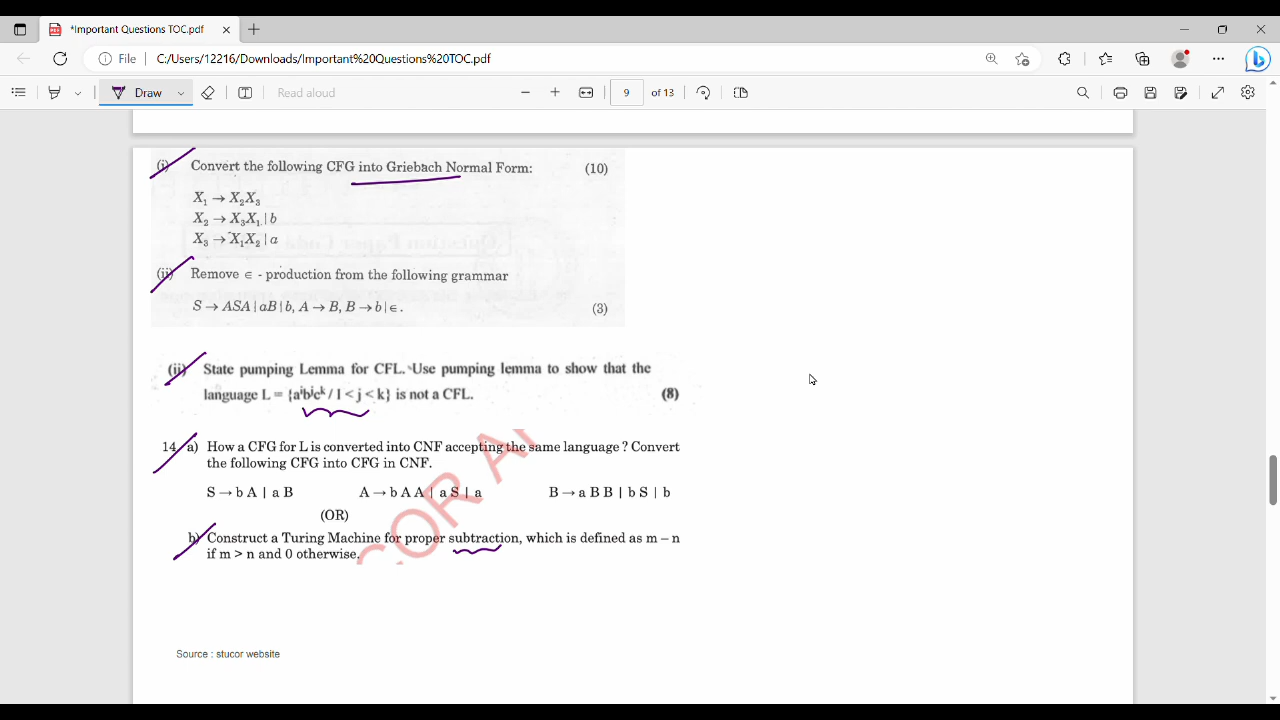 *Important Questions TOC.pdf
File C:/Users/12216/Downloads/Important%20Questions%20TOC.pdf
Draw Read aloud 9 of 13
(i) Convert the following CFG into Griebach Normal Form: (10)
X₁ → X₂X₃
X₂ → X₃X₁ | b
X₃ → X₁X₂ | a
(ii) Remove ∈ - production from the following grammar
S → ASA | aB | b, A → B, B → b | ∈. (3)
(ii) State pumping Lemma for CFL. Use pumping lemma to show that the
language L = {aⁱbʲcᵏ / I < j < k} is not a CFL. (8)
14. a) How a CFG for L is converted into CNF accepting the same language ? Convert
the following CFG into CFG in CNF.
S → b A | a B A → b A A | a S | a B → a B B | b S | b
(OR)
b) Construct a Turing Machine for proper subtraction, which is defined as m – n
if m > n and 0 otherwise.
Source : stucor website